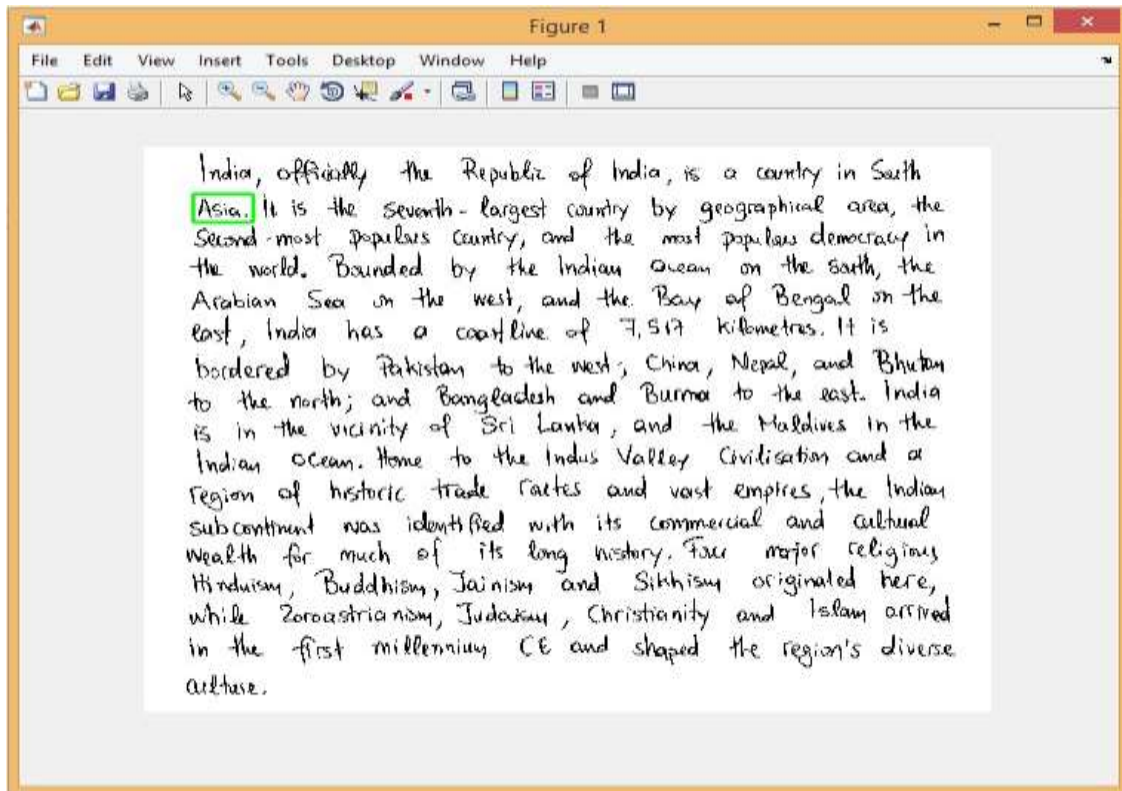 Figure 1
File Edit View Insert Tools Desktop Window Help
India, officially the Republic of India, is a country in South
Asia. It is the seventh-largest country by geographical area, the
second-most populous country, and the most populous democracy in
the world. Bounded by the Indian Ocean on the south, the
Arabian Sea on the west, and the Bay of Bengal on the
east, India has a coastline of 7,517 kilometres. It is
bordered by Pakistan to the west; China, Nepal, and Bhutan
to the north; and Bangladesh and Burma to the east. India
is in the vicinity of Sri Lanka, and the Maldives in the
Indian Ocean. Home to the Indus Valley Civilisation and a
region of historic trade routes and vast empires, the Indian
subcontinent was identified with its commercial and cultural
wealth for much of its long history. Four major religions
Hinduism, Buddhism, Jainism and Sikhism originated here,
while Zoroastrianism, Judaism, Christianity and Islam arrived
in the first millennium CE and shaped the region's diverse
culture.